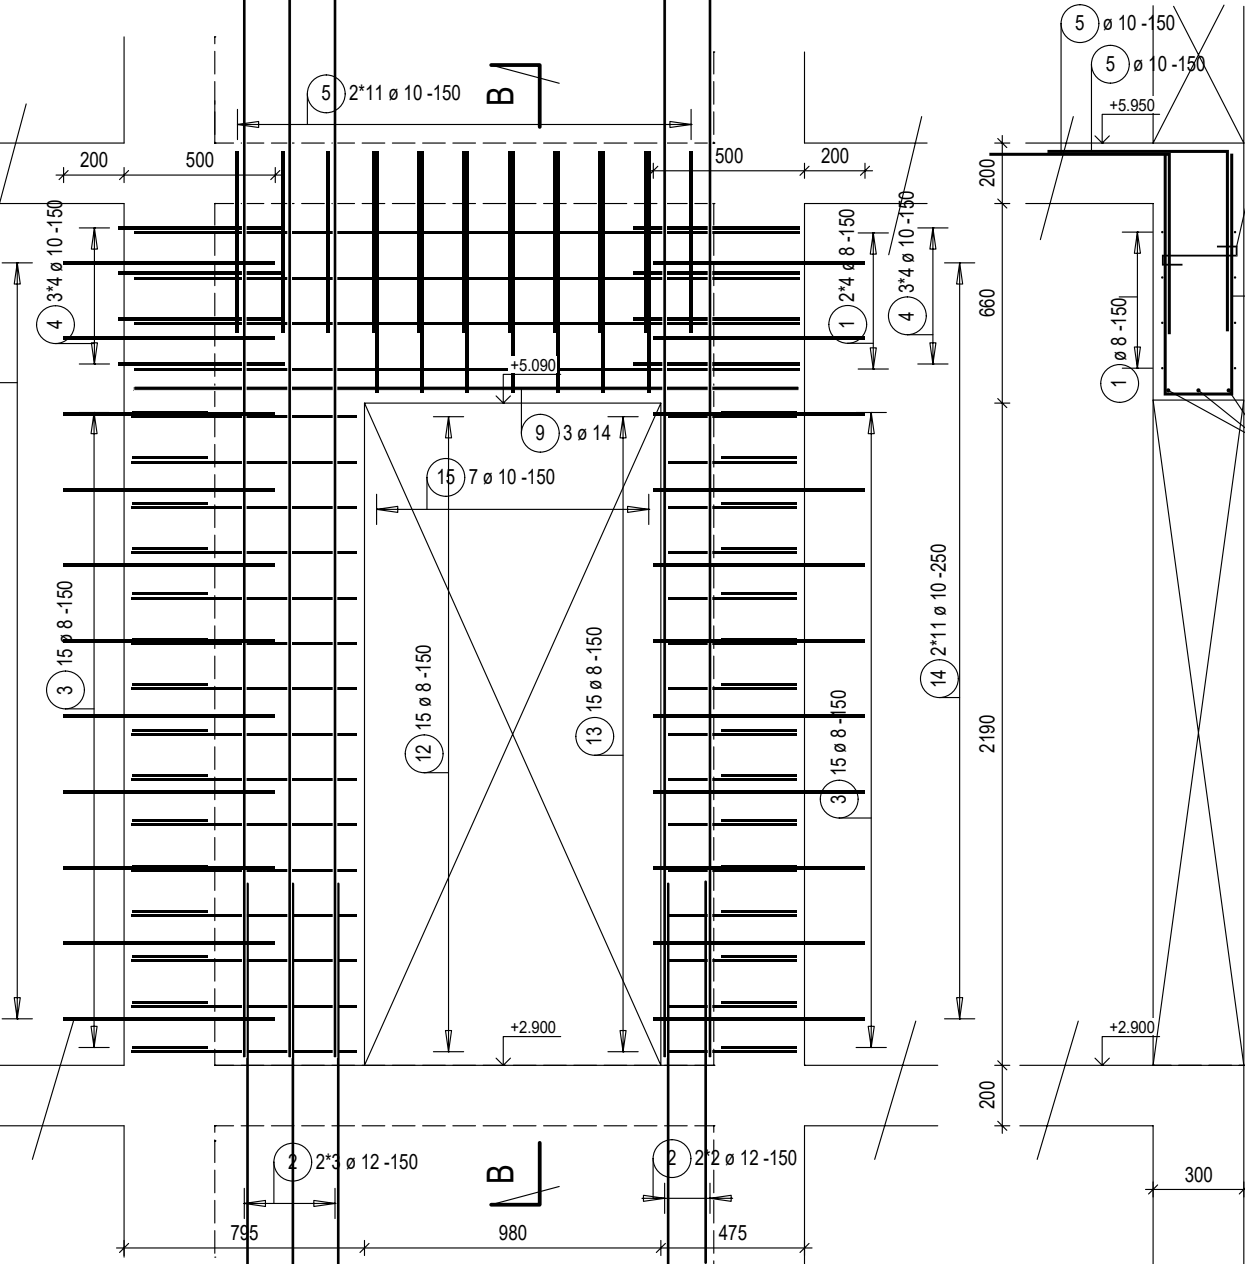 5 ø 10 -150
5 ø 10 -150
5 2*11 ø 10 -150
B
+5.950
200
500
500
200
200
4 3*4 ø 10 -150
1 2*4 ø 8 -150
4 3*4 ø 10 -150
660
1 ø 8 -150
+5.090
9 3 ø 14
15 7 ø 10 -150
3 15 ø 8 -150
12 15 ø 8 -150
13 15 ø 8 -150
3 15 ø 8 -150
14 2*11 ø 10 -250
2190
+2.900
+2.900
200
2 2*3 ø 12 -150
B
2 2*2 ø 12 -150
300
795
980
475